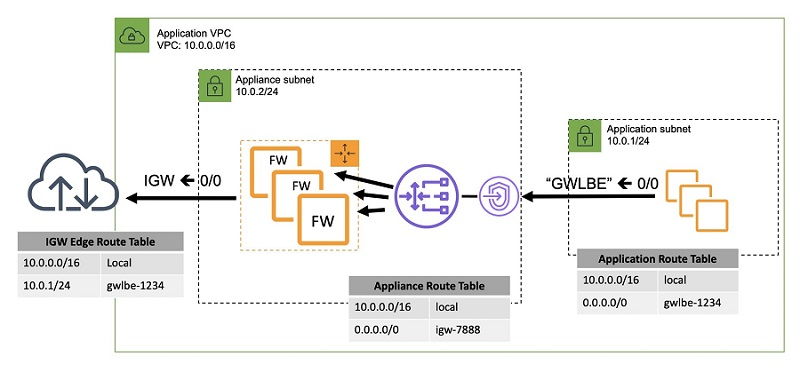 Application VPC
VPC: 10.0.0.0/16
Appliance subnet
10.0.2/24
Application subnet
10.0.1/24
FW
FW
FW
IGW 🡸 0/0
“GWLBE” 🡸 0/0
IGW Edge Route Table
10.0.0.0/16 Local
10.0.1/24 gwlbe-1234
Appliance Route Table
10.0.0.0/16 local
0.0.0.0/0 igw-7888
Application Route Table
10.0.0.0/16 local
0.0.0.0/0 gwlbe-1234